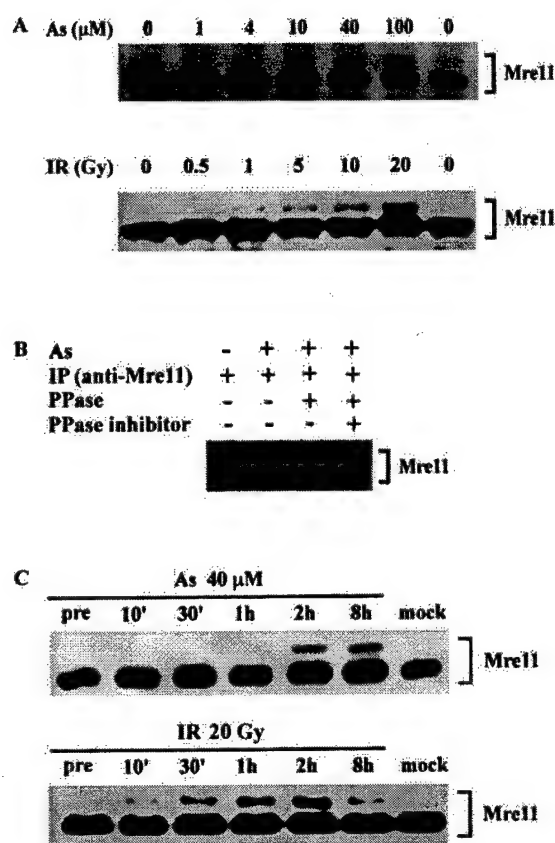 A As (μM) 0 1 4 10 40 100 0
Mre11
IR (Gy) 0 0.5 1 5 10 20 0
Mre11
B As - + + +
IP (anti-Mre11) + + + +
PPase - - + +
PPase inhibitor - - - +
Mre11
C As 40 μM
pre 10' 30' 1h 2h 8h mock
Mre11
IR 20 Gy
pre 10' 30' 1h 2h 8h mock
Mre11